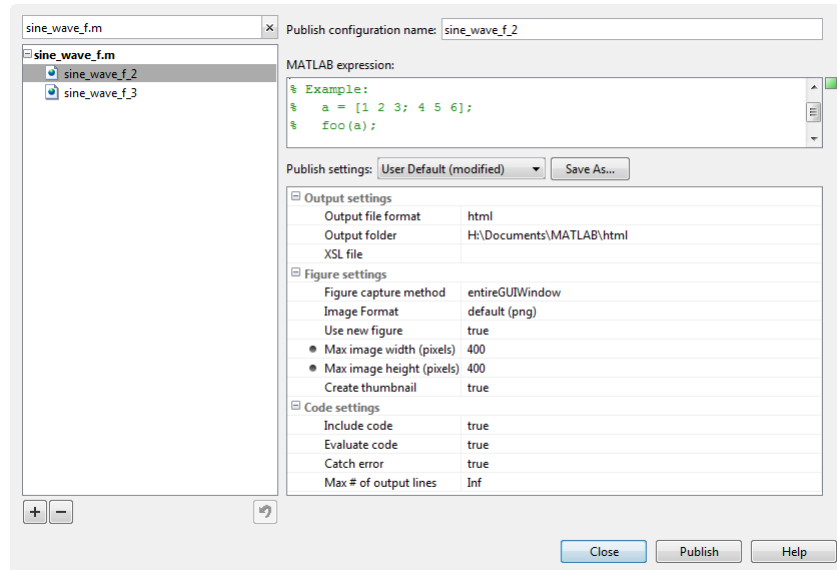 sine_wave_f.m
Publish configuration name: sine_wave_f_2
sine_wave_f.m
sine_wave_f_2
sine_wave_f_3
MATLAB expression:
% Example:
%   a = [1 2 3; 4 5 6];
%   foo(a);
Publish settings: User Default (modified) Save As...
Output settings
Output file format html
Output folder H:\Documents\MATLAB\html
XSL file
Figure settings
Figure capture method entireGUIWindow
Image Format default (png)
Use new figure true
Max image width (pixels) 400
Max image height (pixels) 400
Create thumbnail true
Code settings
Include code true
Evaluate code true
Catch error true
Max # of output lines Inf
Close Publish Help